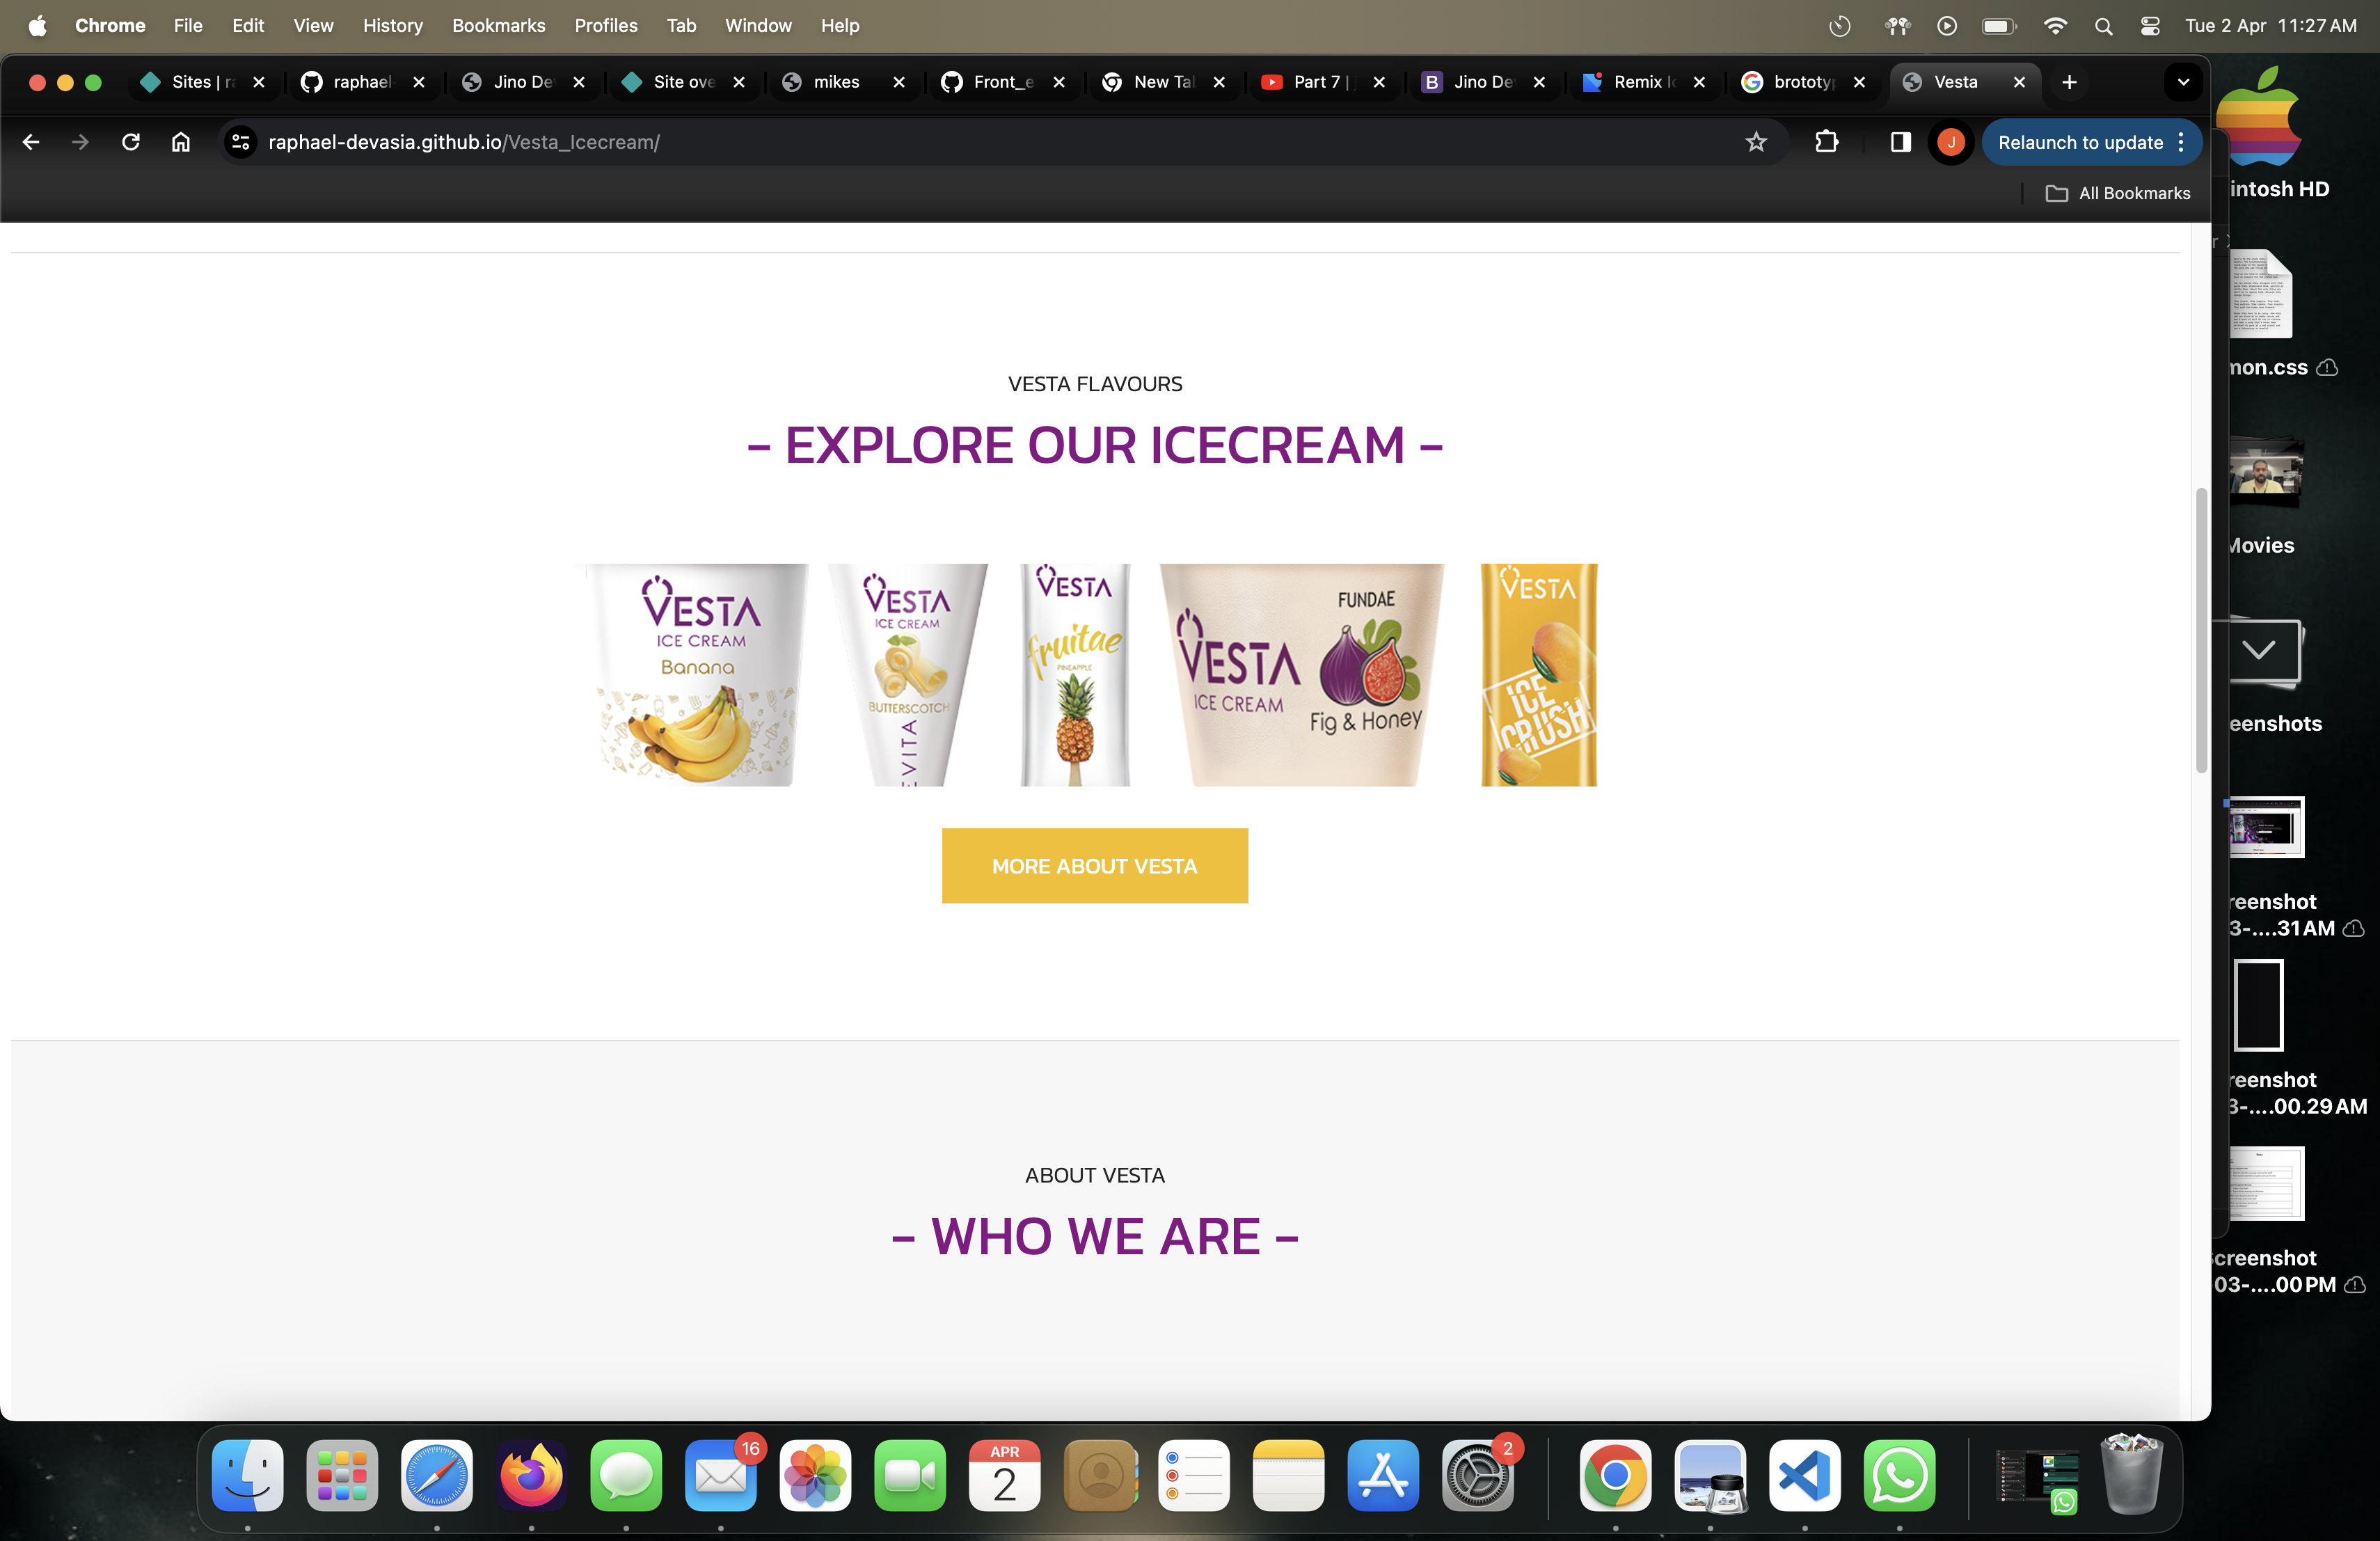 Chrome File Edit View History Bookmarks Profiles Tab Window Help Tue 2 Apr 11:27 AM
Sites | ra raphael- Jino De Site ove mikes Front_e New Ta Part 7 | B Jino De Remix brototy Vesta
raphael-devasia.github.io/Vesta_Icecream/ J Relaunch to update
All Bookmarks
intosh HD
VESTA FLAVOURS
- EXPLORE OUR ICECREAM -
VESTA
ICE CREAM
Banana
VESTA
ICE CREAM
BUTTERSCOTCH
EVITA
VESTA
fruitae
PINEAPPLE
FUNDAE
VESTA
ICE CREAM
Fig & Honey
VESTA
ICE
CRUSH
MORE ABOUT VESTA
ABOUT VESTA
- WHO WE ARE -
mon.css
Movies
eenshots
reenshot
3-....31 AM
reenshot
3-....00.29 AM
creenshot
03-....00 PM
16
APR
2
2